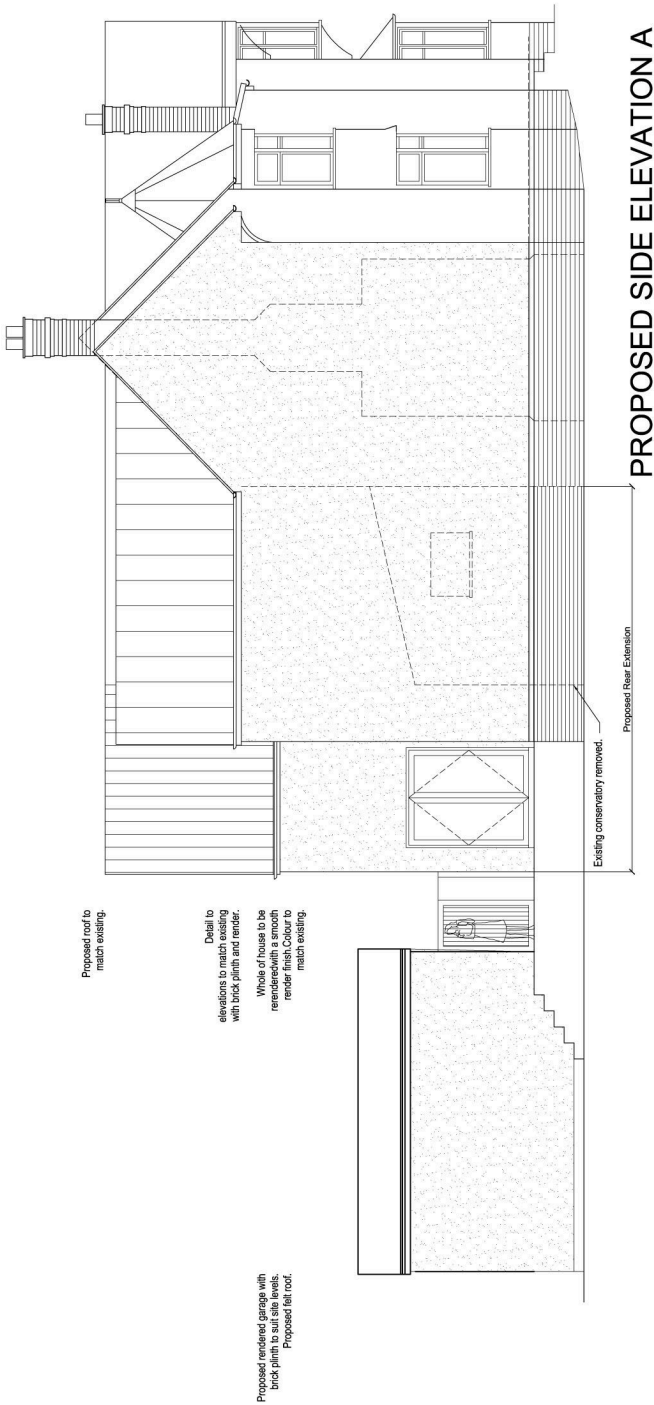 Proposed roof to
match existing.
Detail to
elevations to match existing
with brick plinth and render.
Whole of house to be
rerenderedwith a smooth
render finish.Colour to
match existing.
Proposed rendered garage with
brick plinth to suit site levels.
Proposed felt roof.
Existing conservatory removed.
Proposed Rear Extension
PROPOSED SIDE ELEVATION A